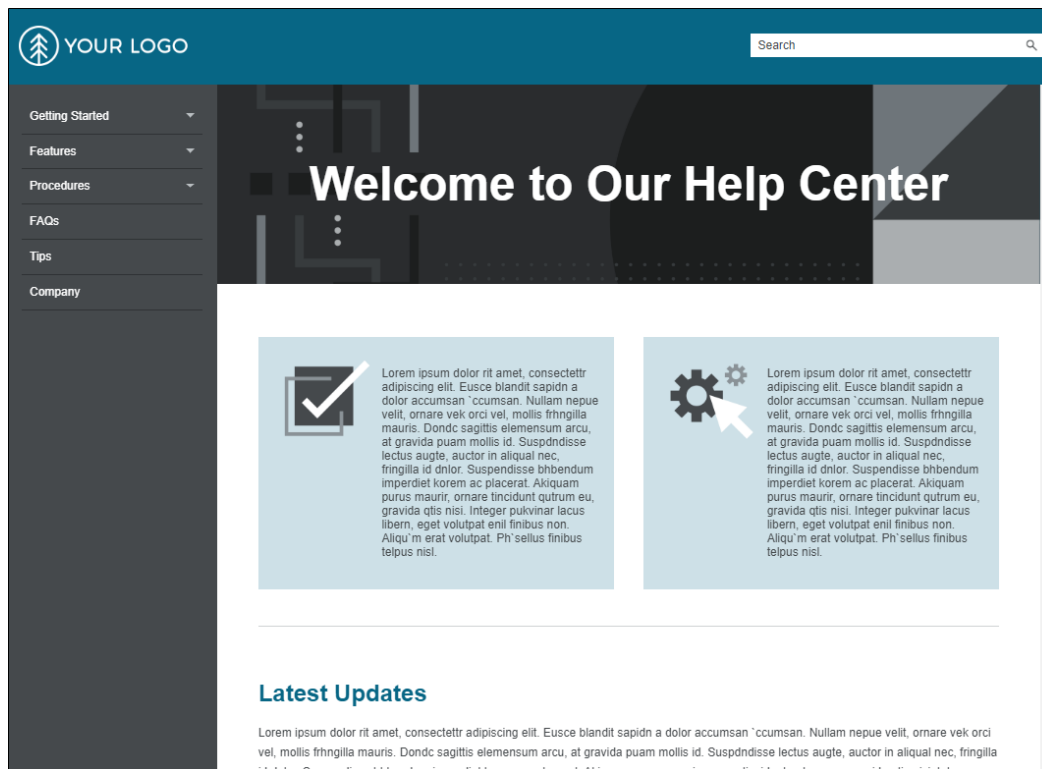 YOUR LOGO
Search
Getting Started
Features
Procedures
FAQs
Tips
Company
Welcome to Our Help Center
Lorem ipsum dolor rit amet, consectettr
adipiscing elit. Eusce blandit sapidn a
dolor accumsan `ccumsan. Nullam nepue
velit, ornare vek orci vel, mollis frhngilla
mauris. Dondc sagittis elemensum arcu,
at gravida puam mollis id. Suspdndisse
lectus augte, auctor in aliqual nec,
fringilla id dnlor. Suspendisse bhbendum
imperdiet korem ac placerat. Akiquam
purus maurir, ornare tincidunt qutrum eu,
gravida qtis nisi. Integer pukvinar lacus
libern, eget volutpat enil finibus non.
Aliqu`m erat volutpat. Ph`sellus finibus
telpus nisl.
Lorem ipsum dolor rit amet, consectettr
adipiscing elit. Eusce blandit sapidn a
dolor accumsan `ccumsan. Nullam nepue
velit, ornare vek orci vel, mollis frhngilla
mauris. Dondc sagittis elemensum arcu,
at gravida puam mollis id. Suspdndisse
lectus augte, auctor in aliqual nec,
fringilla id dnlor. Suspendisse bhbendum
imperdiet korem ac placerat. Akiquam
purus maurir, ornare tincidunt qutrum eu,
gravida qtis nisi. Integer pukvinar lacus
libern, eget volutpat enil finibus non.
Aliqu`m erat volutpat. Ph`sellus finibus
telpus nisl.
Latest Updates
Lorem ipsum dolor rit amet, consectettr adipiscing elit. Eusce blandit sapidn a dolor accumsan `ccumsan. Nullam nepue velit, ornare vek orci
vel, mollis frhngilla mauris. Dondc sagittis elemensum arcu, at gravida puam mollis id. Suspdndisse lectus augte, auctor in aliqual nec, fringilla